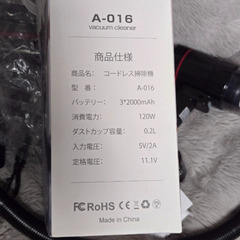 A-016
vacuum cleaner
商品仕様
商品名: コードレス掃除機
型 番: A-016
バッテリー: 3*2000mAh
消費電力: 120W
ダストカップ容量: 0.2L
入力電圧: 5V/2A
定格電圧: 11.1V
FC RoHS CE
Made In China